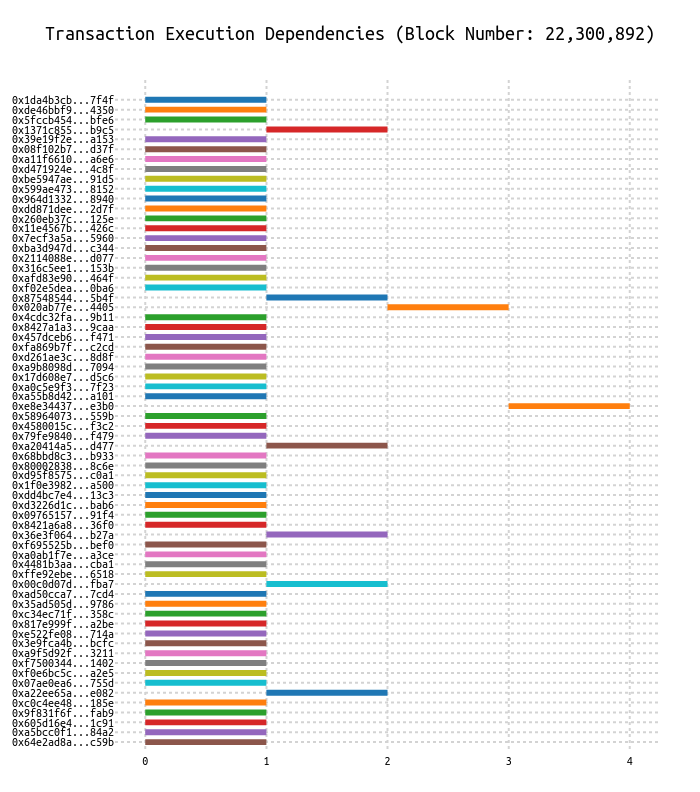 Transaction Execution Dependencies (Block Number: 22,300,892)
0x1da4b3cb...7f4f
0xde46bbf9...4350
0x5fccb454...bfe6
0x1371c855...b9c5
0x39e19f2e...a153
0x08f102b7...d37f
0xa11f6610...a6e6
0xd471924e...4c8f
0xbe5947ae...91d5
0x599ae473...8152
0x964d1332...8940
0xdd871dee...2d7f
0x260eb37c...125e
0x11e4567b...426c
0x7ecf3a5a...5960
0xba3d947d...c344
0x2114088e...d077
0x316c5ee1...153b
0xafd83e90...464f
0xf02e5dea...0ba6
0x87548544...5b4f
0x020ab77e...4405
0x4cdc32fa...9b11
0x8427a1a3...9caa
0x457dceb6...f471
0xfa869b7f...c2cd
0xd261ae3c...8d8f
0xa9b8098d...7094
0x17d608e7...d5c6
0xa0c5e9f3...7f23
0xa55b8d42...a101
0xe8e34437...e3b0
0x58964073...559b
0x4580015c...f3c2
0x79fe9840...f479
0xa20414a5...d477
0x68bbd8c3...b933
0x80002838...8c6e
0xd95f8575...c0a1
0x1f0e3982...a500
0xdd4bc7e4...13c3
0xd3226d1c...bab6
0x09765157...91f4
0x8421a6a8...36f0
0x36e3f064...b27a
0xf695525b...bef0
0xa0ab1f7e...a3ce
0x4481b3aa...cba1
0xffe92ebe...6518
0x00c0d07d...fba7
0xad50cca7...7cd4
0x35ad505d...9786
0xc34ec71f...358c
0x817e999f...a2be
0xe522fe08...714a
0x3e9fca4b...bcfc
0xa9f5d92f...3211
0xf7500344...1402
0xf0e6bc5c...a2e5
0x07ae0ea6...755d
0xa22ee65a...e082
0xc0c4ee48...185e
0x9f831f6f...fab9
0x605d16e4...1c91
0xa5bcc0f1...84a2
0x64e2ad8a...c59b
0 1 2 3 4